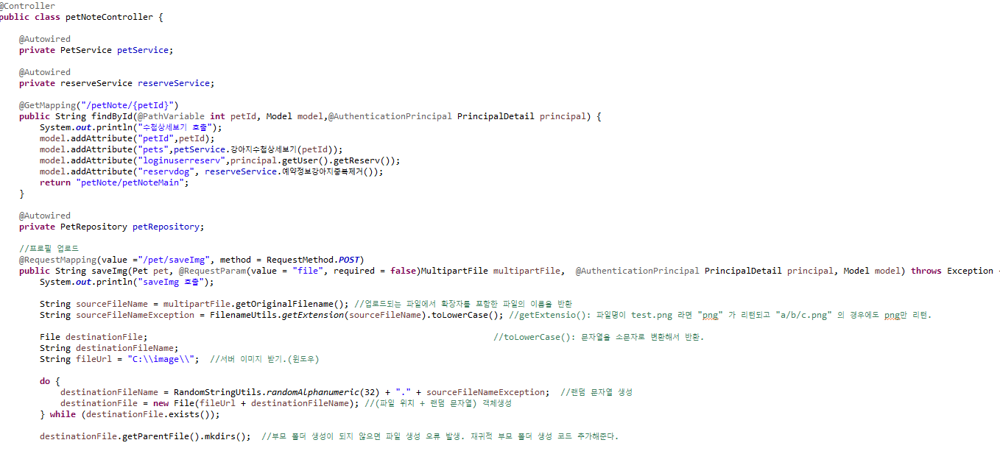 @Controller
public class petNoteController {
@Autowired
private PetService petService;
@Autowired
private reserveService reserveService;
@GetMapping("/petNote/{petId}")
public String findById(@PathVariable int petId, Model model,@AuthenticationPrincipal PrincipalDetail principal) {
System.out.println("수첩상세보기 호출");
model.addAttribute("petId",petId);
model.addAttribute("pets",petService.강아지수첩상세보기(petId));
model.addAttribute("loginuserreserv",principal.getUser().getReserv());
model.addAttribute("reservdog", reserveService.예약정보강아지중복제거());
return "petNote/petNoteMain";
}
@Autowired
private PetRepository petRepository;
//프로필 업로드
@RequestMapping(value ="/pet/saveImg", method = RequestMethod.POST)
public String saveImg(Pet pet, @RequestParam(value = "file", required = false)MultipartFile multipartFile, @AuthenticationPrincipal PrincipalDetail principal, Model model) throws Exception
System.out.println("saveImg 호출");
String sourceFileName = multipartFile.getOriginalFilename(); //업로드되는 파일에서 확장자를 포함한 파일의 이름을 반환
String sourceFileNameException = FilenameUtils.getExtension(sourceFileName).toLowerCase(); //getExtensio(): 파일명이 test.png 라면 "png" 가 리턴되고 "a/b/c.png" 의 경우에도 png만 리턴.
File destinationFile; //toLowerCase(): 문자열을 소문자로 변환해서 반환.
String destinationFileName;
String fileUrl = "C:\\image\\"; //서버 이미지 받기.(윈도우)
do {
destinationFileName = RandomStringUtils.randomAlphanumeric(32) + "." + sourceFileNameException; //랜덤 문자열 생성
destinationFile = new File(fileUrl + destinationFileName); //(파일 위치 + 랜덤 문자열) 객체생성
} while (destinationFile.exists());
destinationFile.getParentFile().mkdirs(); //부모 폴더 생성이 되지 않으면 파일 생성 오류 발생. 재귀적 부모 폴더 생성 코드 추가해준다.